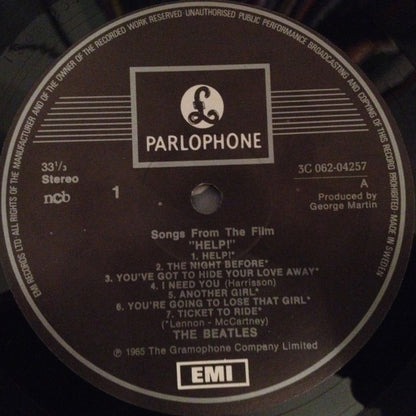 EMI RECORDS LTD ALL RIGHTS OF THE MANUFACTURER AND OF THE OWNER OF THE RECORDED WORK RESERVED UNAUTHORISED PUBLIC PERFORMANCE BROADCASTING AND COPYING OF THIS RECORD PROHIBITED. MADE IN SWEDEN
£
PARLOPHONE
33⅓
Stereo
ncb
1
3C 062-04257
A
Produced by
George Martin
Songs From The Film
"HELP!"
1. HELP!*
2. THE NIGHT BEFORE*
3. YOU'VE GOT TO HIDE YOUR LOVE AWAY*
4. I NEED YOU (Harrisson)
5. ANOTHER GIRL*
6. YOU'RE GOING TO LOSE THAT GIRL*
7. TICKET TO RIDE*
(*Lennon - McCartney)
THE BEATLES
℗ 1965 The Gramophone Company Limited
EMI